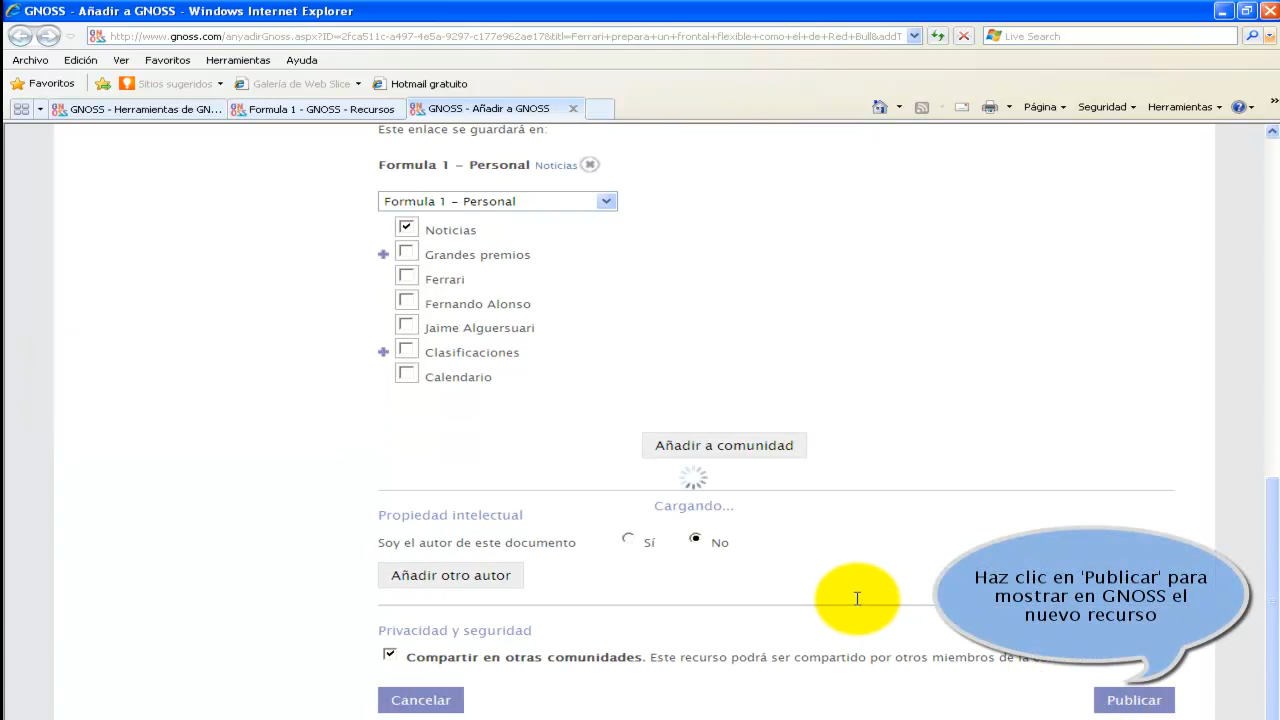 GNOSS - Añadir a GNOSS - Windows Internet Explorer
http://www.gnoss.com/anyadirGnoss.aspx?ID=2fca511c-a497-4e5a-9297-c177e962ae17&titl=Ferrari+prepara+un+frontal+flexible+como+el+de+Red+Bull&addT
Live Search
Archivo Edición Ver Favoritos Herramientas Ayuda
Favoritos Sitios sugeridos Galería de Web Slice Hotmail gratuito
GNOSS - Herramientas de GN... Formula 1 - GNOSS - Recursos GNOSS - Añadir a GNOSS Página Seguridad Herramientas
Este enlace se guardará en:
Formula 1 - Personal Noticias
Formula 1 - Personal
Noticias
Grandes premios
Ferrari
Fernando Alonso
Jaime Alguersuari
Clasificaciones
Calendario
Añadir a comunidad
Cargando...
Propiedad intelectual
Soy el autor de este documento Sí No
Añadir otro autor
Haz clic en 'Publicar' para
mostrar en GNOSS el
nuevo recurso
Privacidad y seguridad
Compartir en otras comunidades. Este recurso podrá ser compartido por otros miembros de la
Cancelar Publicar